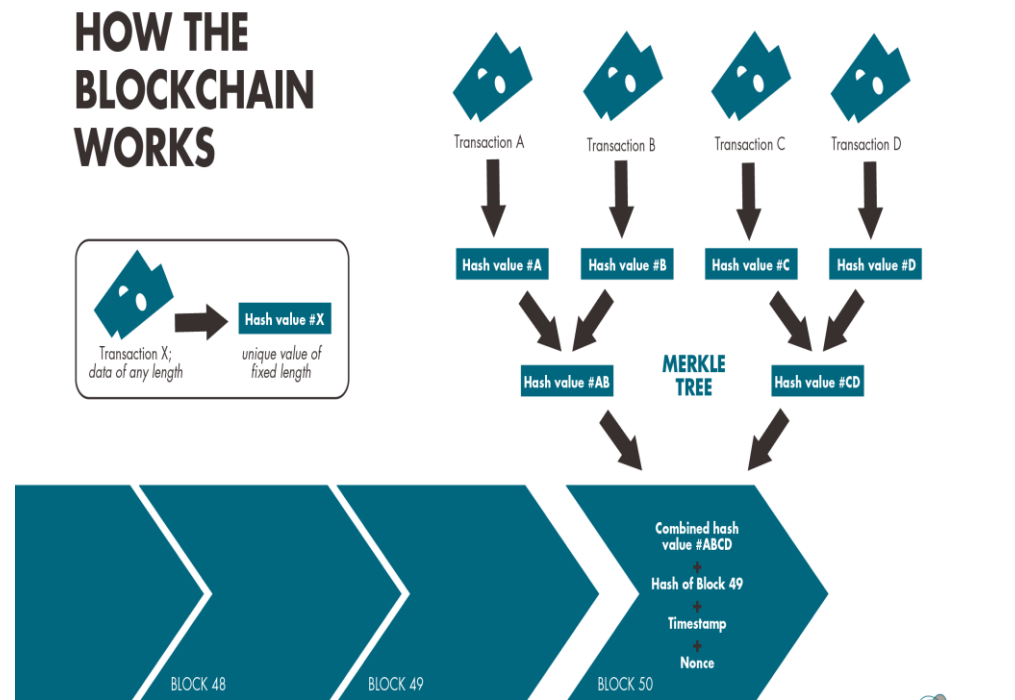 HOW THE
BLOCKCHAIN
WORKS
Transaction A
Transaction B
Transaction C
Transaction D
Hash value #A
Hash value #B
Hash value #C
Hash value #D
Transaction X;
data of any length
Hash value #X
unique value of
fixed length
Hash value #AB
MERKLE
TREE
Hash value #CD
Combined hash
value #ABCD
+
Hash of Block 49
+
Timestamp
+
Nonce
BLOCK 48
BLOCK 49
BLOCK 50